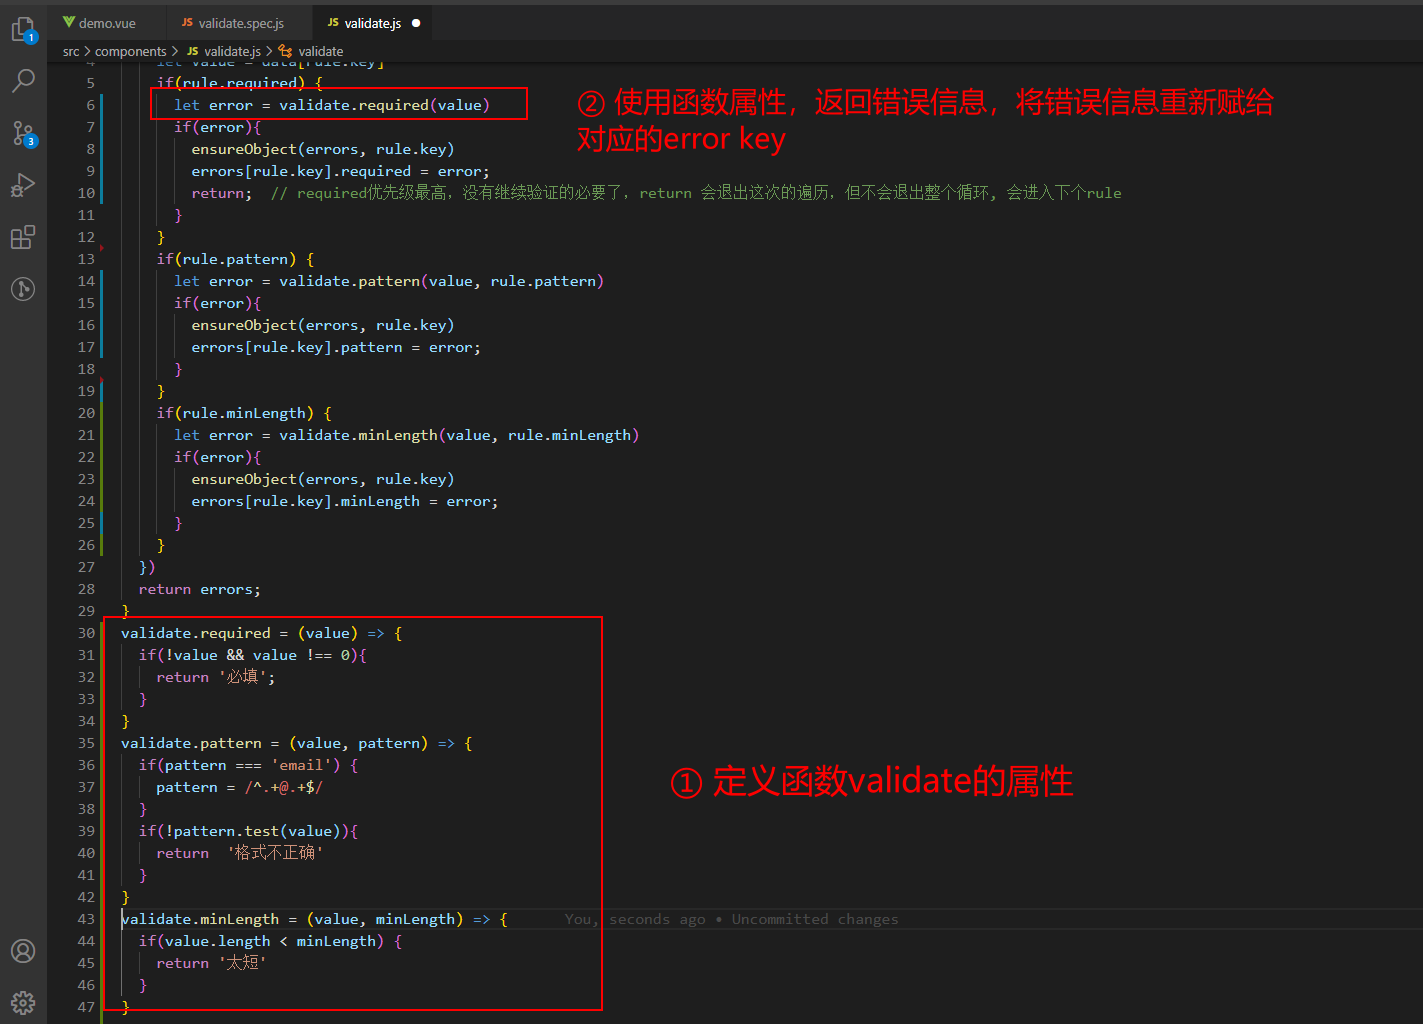 demo.vue
JS validate.spec.js
JS validate.js
src > components > JS validate.js > validate
1
3
4 let value = data[rule.key]
5 if(rule.required) {
6 let error = validate.required(value)
② 使用函数属性，返回错误信息，将错误信息重新赋给
对应的error key
7 if(error){
8 ensureObject(errors, rule.key)
9 errors[rule.key].required = error;
10 return;  // required优先级最高，没有继续验证的必要了，return 会退出这次的遍历，但不会退出整个循环，会进入下个rule
11 }
12 }
13 if(rule.pattern) {
14 let error = validate.pattern(value, rule.pattern)
15 if(error){
16 ensureObject(errors, rule.key)
17 errors[rule.key].pattern = error;
18 }
19 }
20 if(rule.minLength) {
21 let error = validate.minLength(value, rule.minLength)
22 if(error){
23 ensureObject(errors, rule.key)
24 errors[rule.key].minLength = error;
25 }
26 }
27 })
28 return errors;
29 }
30 validate.required = (value) => {
31 if(!value && value !== 0){
32 return '必填';
33 }
34 }
35 validate.pattern = (value, pattern) => {
36 if(pattern === 'email') {
37 pattern = /^.+@.+$/
① 定义函数validate的属性
38 }
39 if(!pattern.test(value)){
40 return  '格式不正确'
41 }
42 }
43 validate.minLength = (value, minLength) => { You, seconds ago • Uncommitted changes
44 if(value.length < minLength) {
45 return '太短'
46 }
47 }